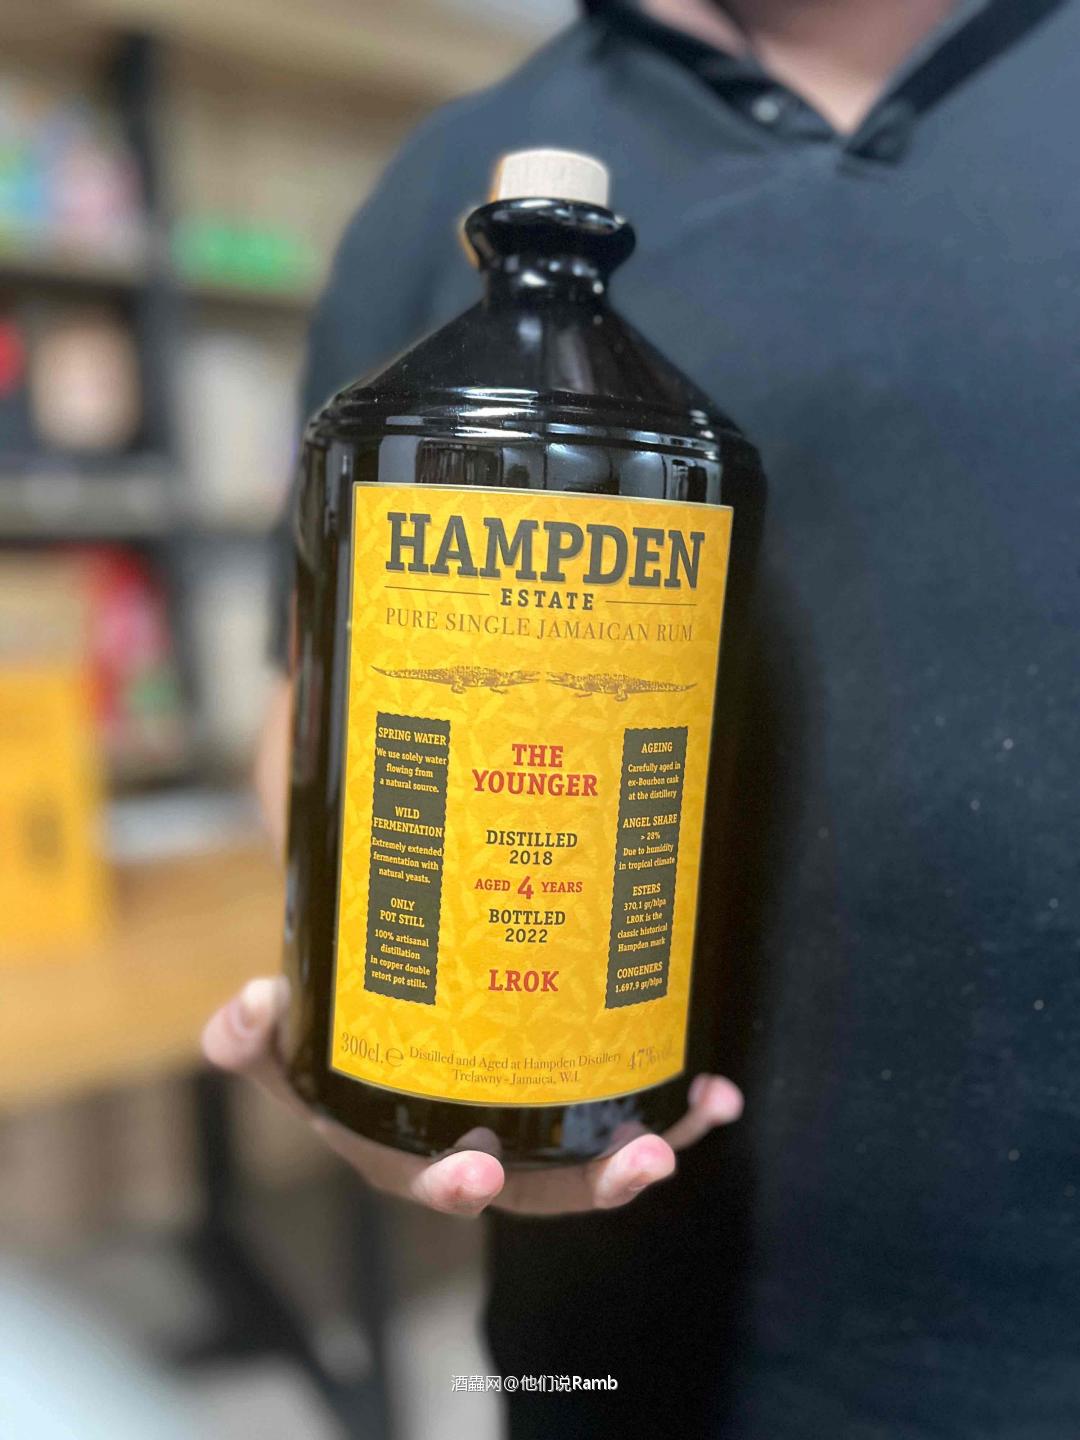 HAMPDEN
ESTATE
PURE SINGLE JAMAICAN RUM
SPRING WATER
We use solely water
flowing from
a natural source.
WILD
FERMENTATION
Extremely extended
fermentation with
natural yeasts.
ONLY
POT STILL
100% artisanal
distillation
in copper double
retort pot stills.
THE
YOUNGER
DISTILLED
2018
AGED 4 YEARS
BOTTLED
2022
LROK
AGEING
Carefully aged in
ex-Bourbon cask
at the distillery
ANGEL SHARE
> 28%
Due to humidity
in tropical climate
ESTERS
370,1 gr/hlpa
LROK is the
classic historical
Hampden mark
CONGENERS
1.697,9 gr/hlpa
300cl.℮ Distilled and Aged at Hampden Distillery 47%
Trelawny - Jamaica, W.I.
酒蟲网@他们说Ramb